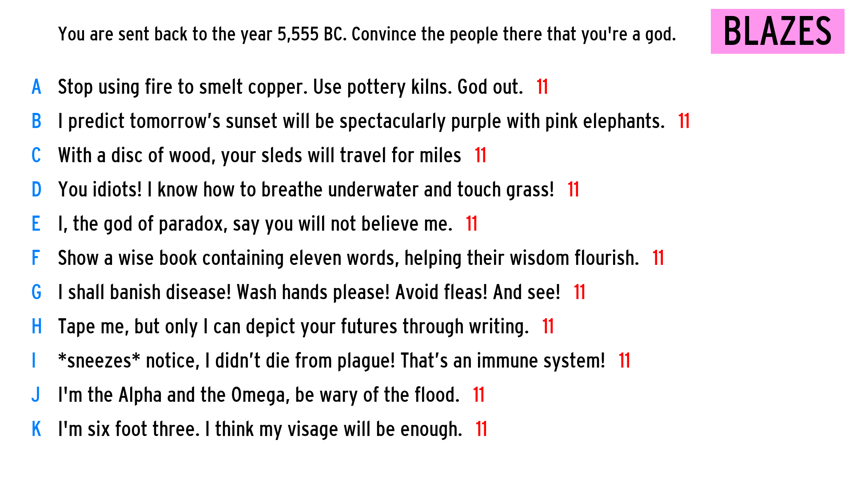 You are sent back to the year 5,555 BC. Convince the people there that you're a god.
BLAZES
A Stop using fire to smelt copper. Use pottery kilns. God out. 11
B I predict tomorrow’s sunset will be spectacularly purple with pink elephants. 11
C With a disc of wood, your sleds will travel for miles 11
D You idiots! I know how to breathe underwater and touch grass! 11
E I, the god of paradox, say you will not believe me. 11
F Show a wise book containing eleven words, helping their wisdom flourish. 11
G I shall banish disease! Wash hands please! Avoid fleas! And see! 11
H Tape me, but only I can depict your futures through writing. 11
I *sneezes* notice, I didn’t die from plague! That’s an immune system! 11
J I'm the Alpha and the Omega, be wary of the flood. 11
K I'm six foot three. I think my visage will be enough. 11